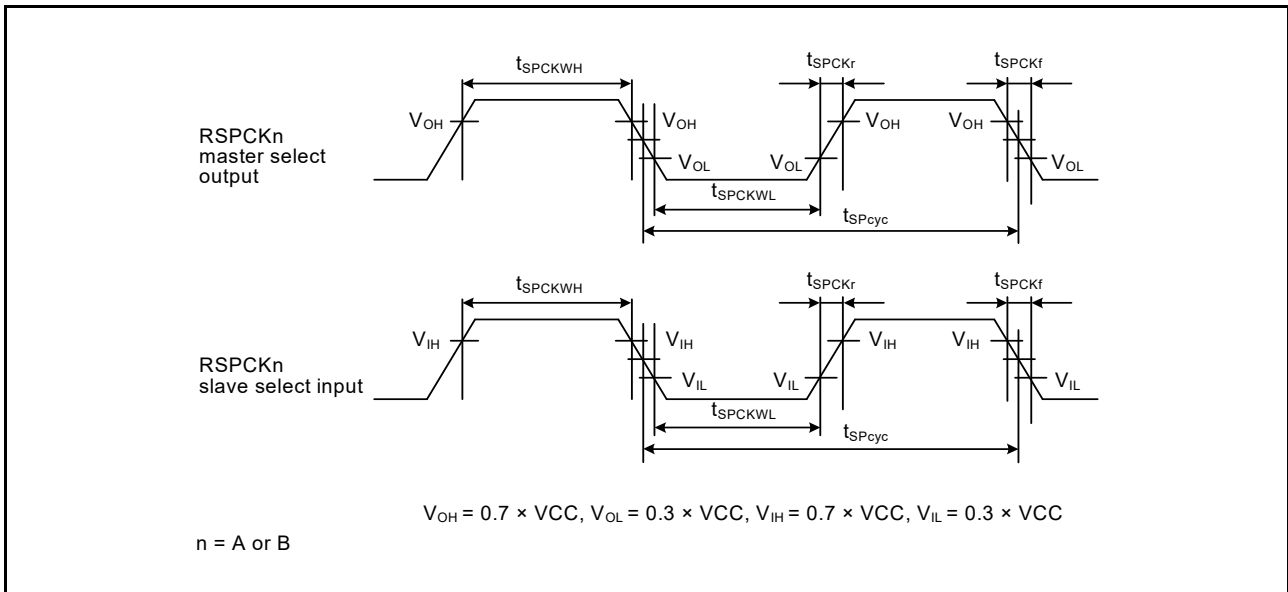 tSPCKWH
tSPCKr
tSPCKf
RSPCKn
master select
output
VOH
VOH
VOL
VOL
VOH
VOH
VOL
tSPCKWL
tSPcyc
tSPCKWH
tSPCKr
tSPCKf
RSPCKn
slave select input
VIH
VIH
VIL
VIL
VIH
VIH
VIL
tSPCKWL
tSPcyc
VOH = 0.7 × VCC, VOL = 0.3 × VCC, VIH = 0.7 × VCC, VIL = 0.3 × VCC
n = A or B